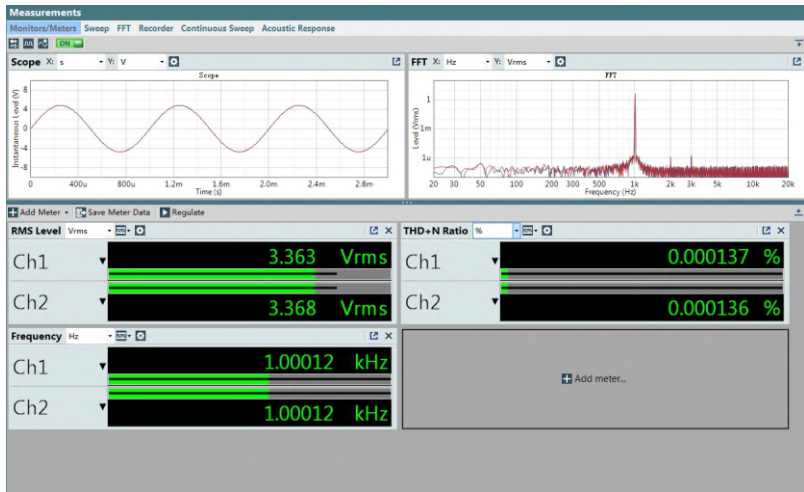 Measurements
Monitors/Meters Sweep FFT Recorder Continuous Sweep Acoustic Response
ON
Scope X: s Y: V
FFT X: Hz Y: Vrms
Scope
Instantaneous Level (V)
8
4
0
-4
-8
0 400u 800u 1.2m 1.6m 2.0m 2.4m 2.8m
Time (s)
FFT
Level (Vrms)
1
1m
1u
20 30 50 100 200 300 500 1k 2k 3k 5k 10k 20k
Frequency (Hz)
Add Meter Save Meter Data Regulate
RMS Level Vrms
Ch1 3.363 Vrms
Ch2 3.368 Vrms
THD+N Ratio %
Ch1 0.000137 %
Ch2 0.000136 %
Frequency Hz
Ch1 1.00012 kHz
Ch2 1.00012 kHz
Add meter...